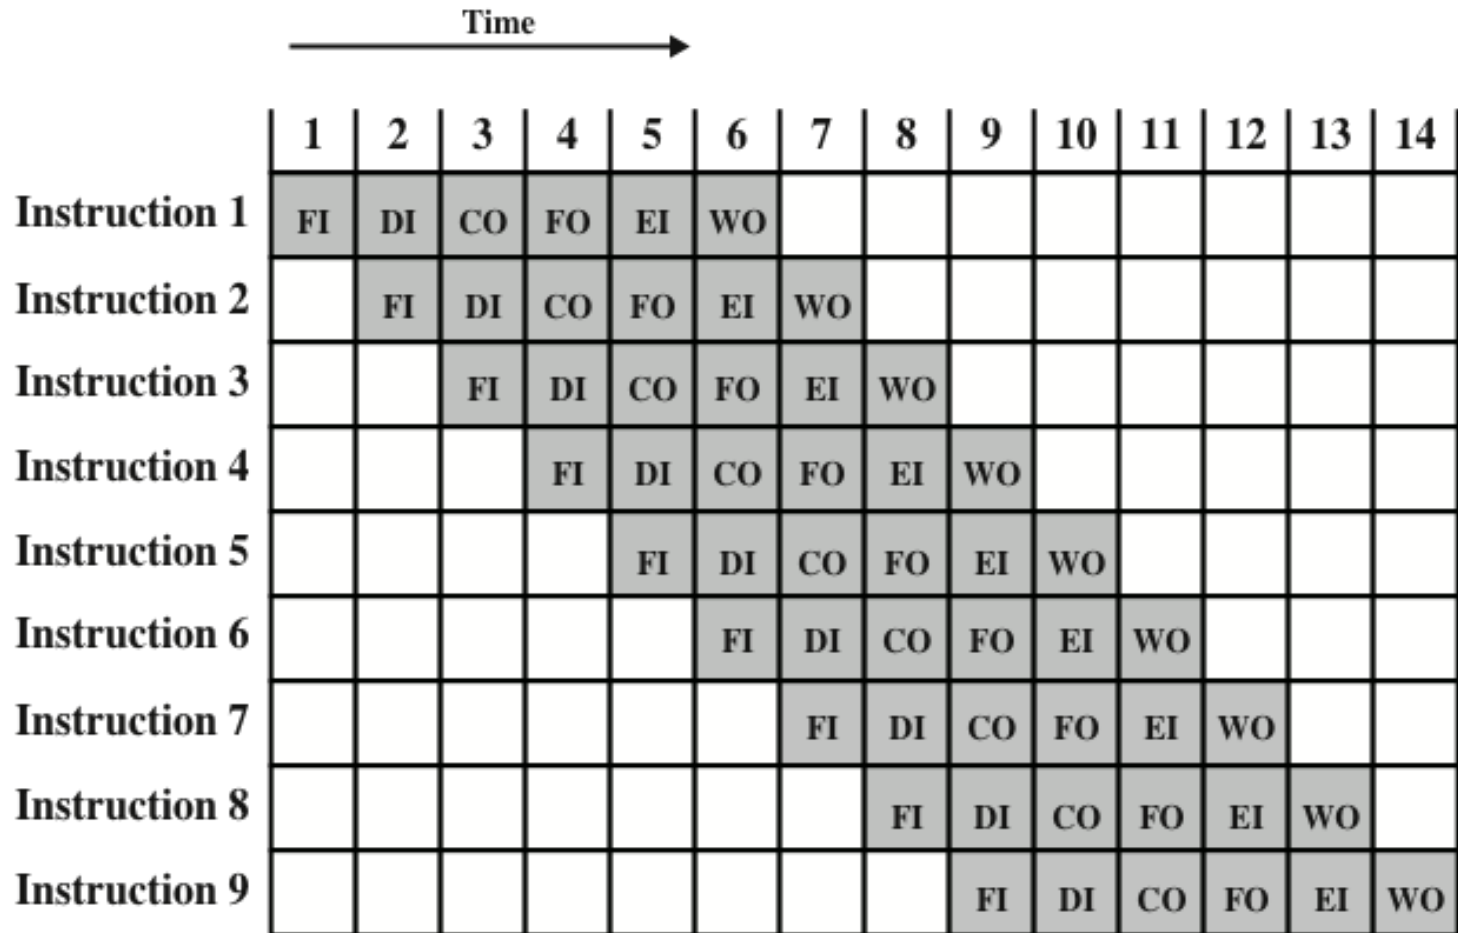 Time
1 2 3 4 5 6 7 8 9 10 11 12 13 14
Instruction 1 FI DI CO FO EI WO
Instruction 2 FI DI CO FO EI WO
Instruction 3 FI DI CO FO EI WO
Instruction 4 FI DI CO FO EI WO
Instruction 5 FI DI CO FO EI WO
Instruction 6 FI DI CO FO EI WO
Instruction 7 FI DI CO FO EI WO
Instruction 8 FI DI CO FO EI WO
Instruction 9 FI DI CO FO EI WO